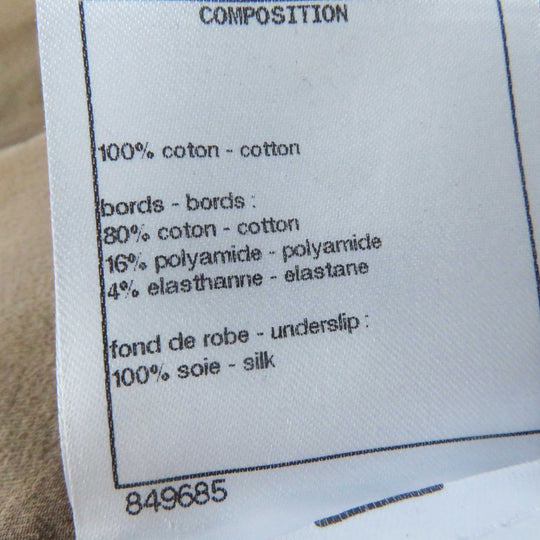 COMPOSITION
100% coton - cotton
bords - bords :
80% coton - cotton
16% polyamide - polyamide
4% elasthanne - elastane
fond de robe - underslip :
100% soie - silk
849685